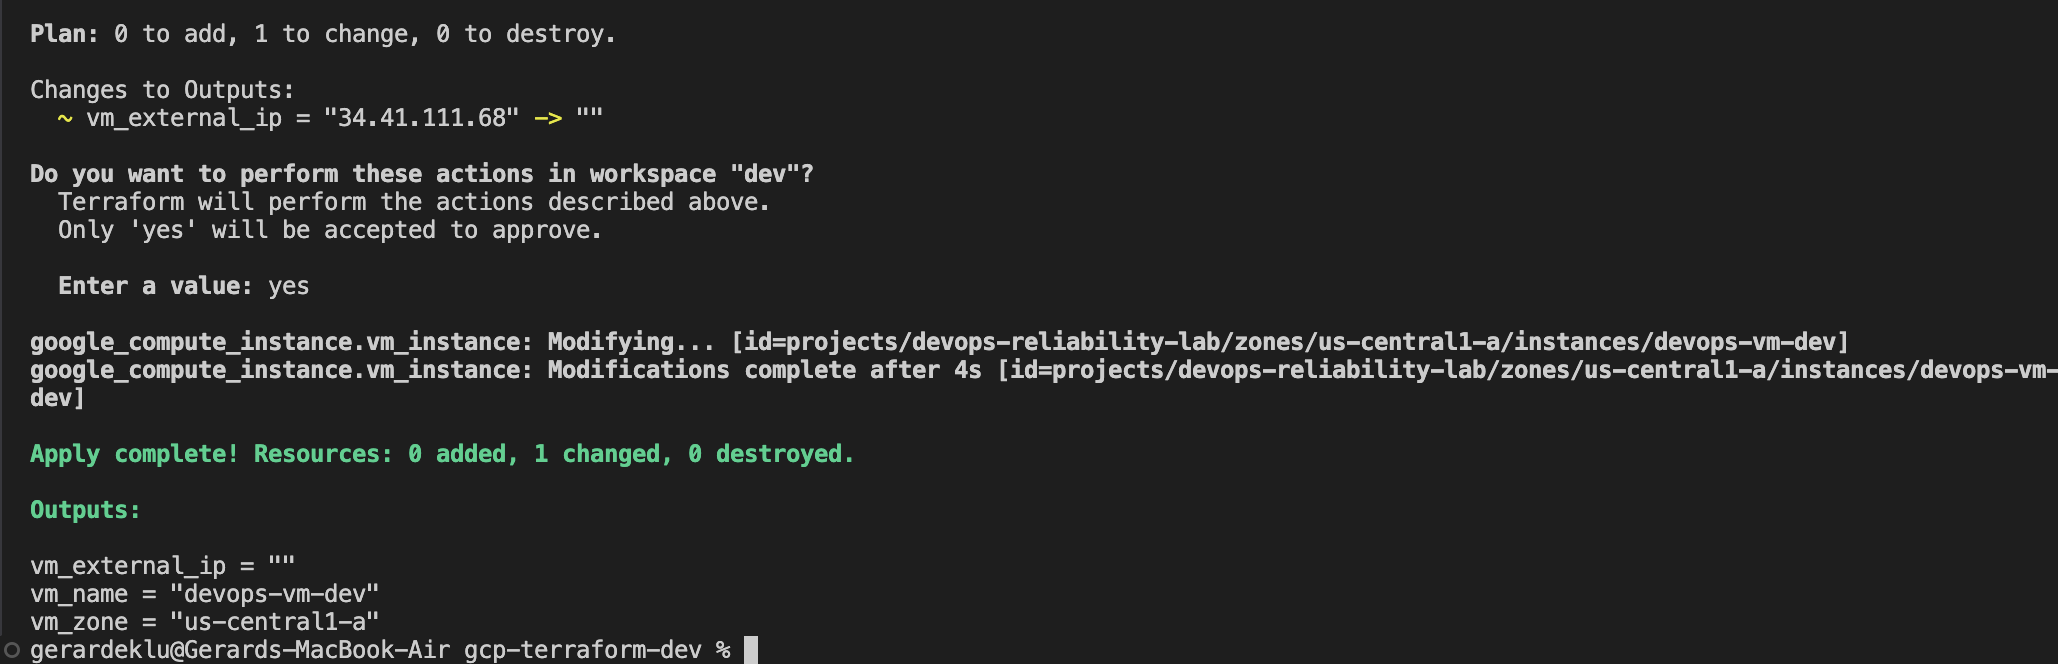 Plan: 0 to add, 1 to change, 0 to destroy.
Changes to Outputs:
  ~ vm_external_ip = "34.41.111.68" -> ""
Do you want to perform these actions in workspace "dev"?
  Terraform will perform the actions described above.
  Only 'yes' will be accepted to approve.
  Enter a value: yes
google_compute_instance.vm_instance: Modifying... [id=projects/devops-reliability-lab/zones/us-central1-a/instances/devops-vm-dev]
google_compute_instance.vm_instance: Modifications complete after 4s [id=projects/devops-reliability-lab/zones/us-central1-a/instances/devops-vm-
dev]
Apply complete! Resources: 0 added, 1 changed, 0 destroyed.
Outputs:
vm_external_ip = ""
vm_name = "devops-vm-dev"
vm_zone = "us-central1-a"
gerardeklu@Gerards-MacBook-Air gcp-terraform-dev %